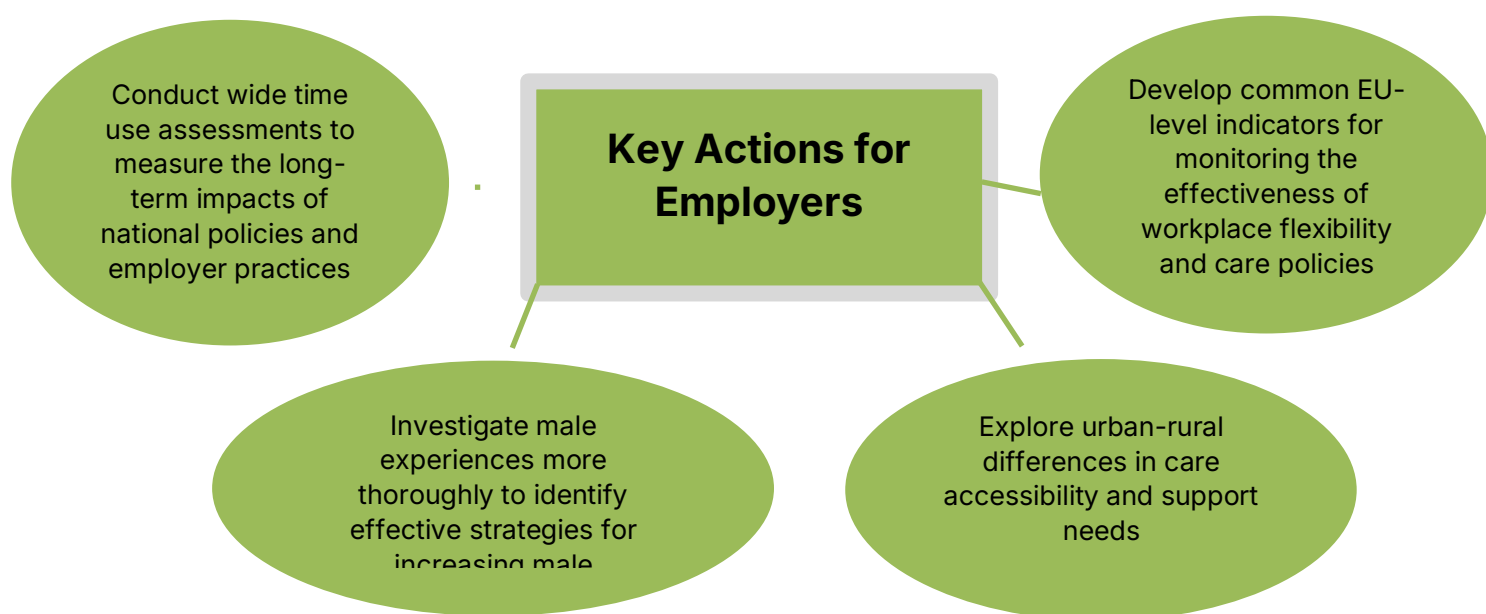 Key Actions for
Employers
Conduct wide time
use assessments to
measure the long-
term impacts of
national policies and
employer practices
Develop common EU-
level indicators for
monitoring the
effectiveness of
workplace flexibility
and care policies
Investigate male
experiences more
thoroughly to identify
effective strategies for
increasing male
Explore urban-rural
differences in care
accessibility and support
needs